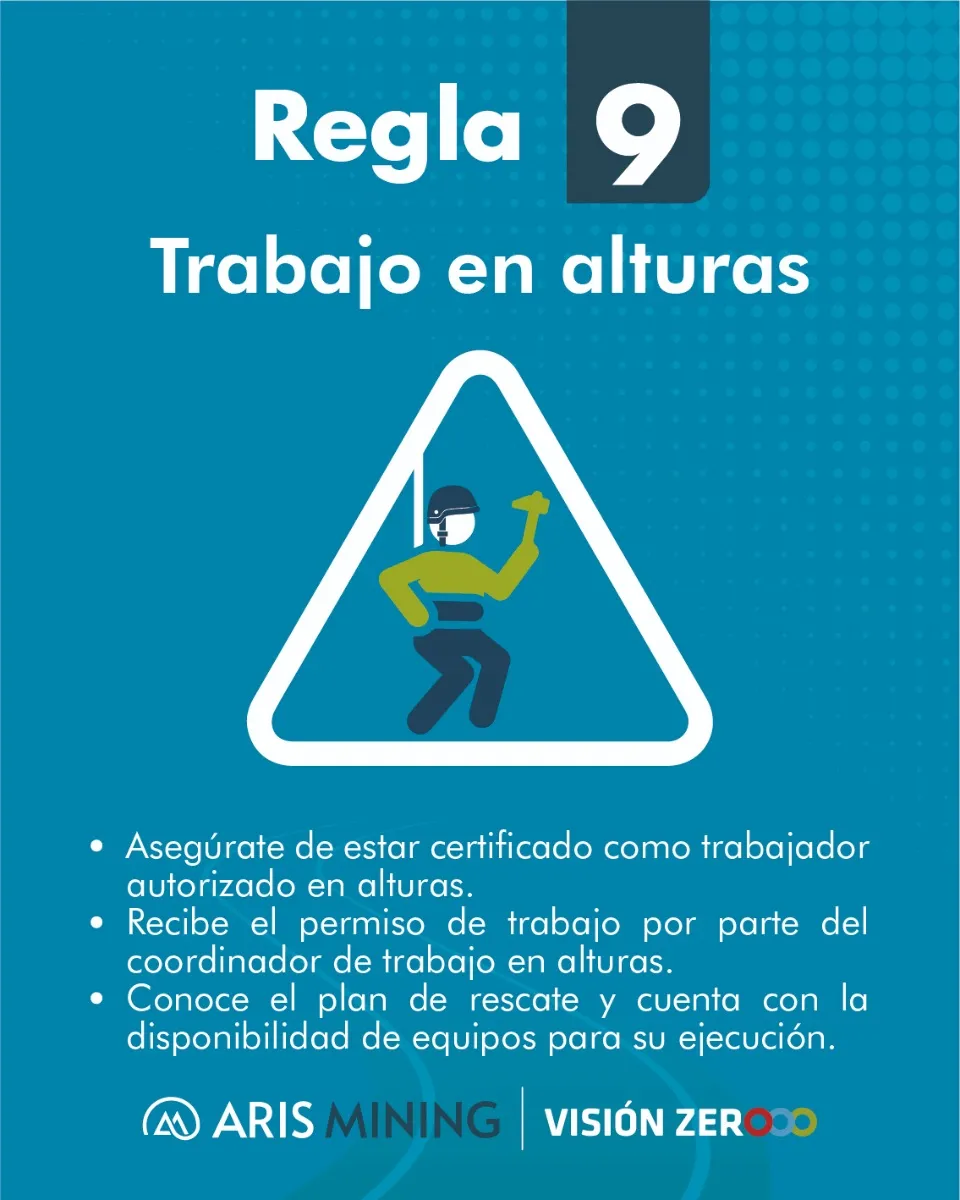 Regla 9
Trabajo en alturas
• Asegúrate de estar certificado como trabajador
autorizado en alturas.
• Recibe el permiso de trabajo por parte del
coordinador de trabajo en alturas.
• Conoce el plan de rescate y cuenta con la
disponibilidad de equipos para su ejecución.
ARIS MINING | VISIÓN ZEROOO